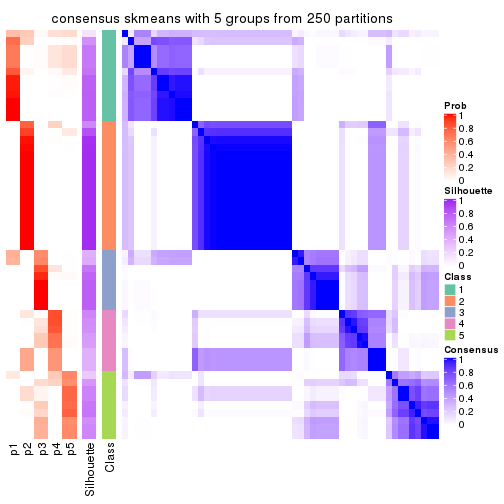 consensus skmeans with 5 groups from 250 partitions
Prob
1
0.8
0.6
0.4
0.2
0
Silhouette
1
0.8
0.6
0.4
0.2
0
Class
1
2
3
4
5
Consensus
1
0.8
0.6
0.4
0.2
0
p1
p2
p3
p4
p5
Silhouette
Class